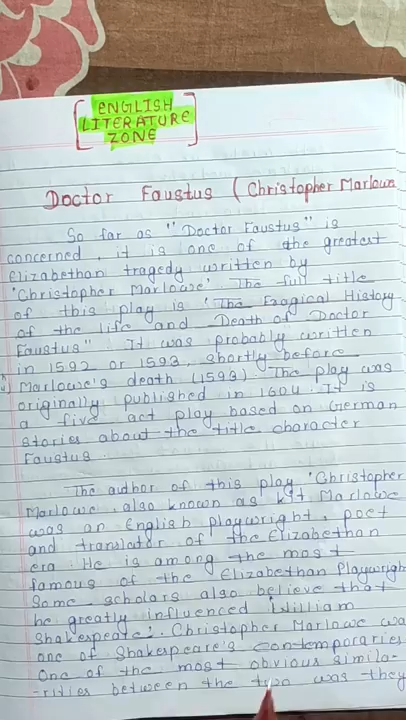 ENGLISH
LITERATURE
ZONE
Doctor Faustus (Christopher Marlowe
So far as "Doctor Faustus" is
concerned, it is one of the greatest
Elizabethan tragedy written by
'Christopher Marlowe'. The full title
of this play is 'The Tragical History
of the life and Death of Doctor
Faustus". It was probably written
in 1592 or 1593, shortly before
Marlowe's death (1593). The play was
originally published in 1604. It is
a five act play based on German
stories about the title character
Faustus.
The author of this play 'Christopher
Marlowe, also known as Kit Marlowe
was an English playwright, poet
and translator of the Elizabethan
era. He is among the most
famous of the Elizabethan Playwrigh
Some scholars also believe that
he greatly influenced William
Shakespeare. Christopher Marlowe wa
one of Shakespeare's contemporaries
One of the most obvious simila-
-rities between the two was they